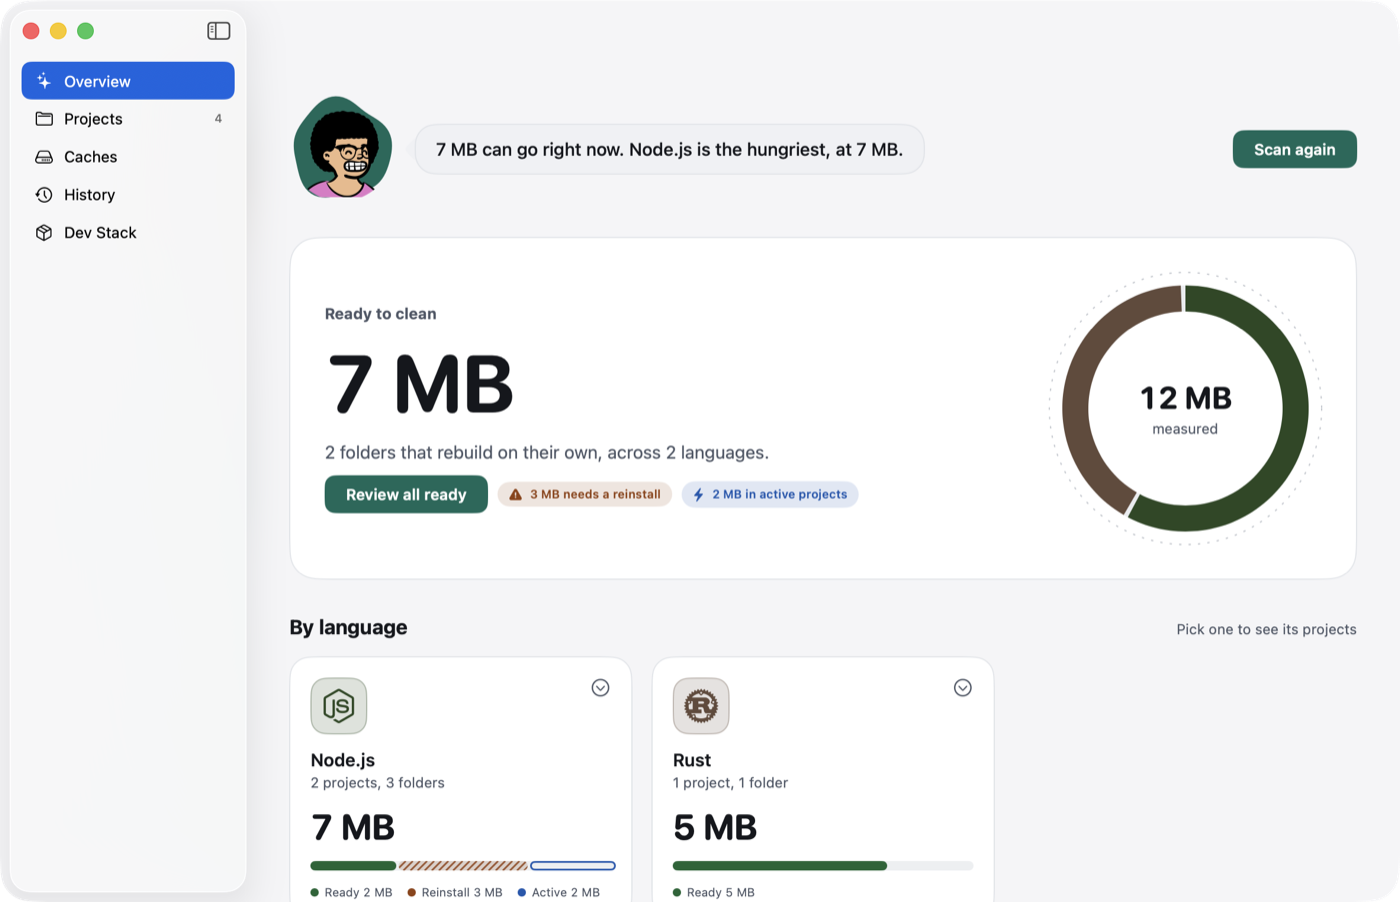 Overview
Projects 4
Caches
History
Dev Stack
7 MB can go right now. Node.js is the hungriest, at 7 MB.
Scan again
Ready to clean
7 MB
2 folders that rebuild on their own, across 2 languages.
Review all ready
3 MB needs a reinstall
2 MB in active projects
12 MB
measured
By language
Pick one to see its projects
JS
Node.js
2 projects, 3 folders
7 MB
Ready 2 MB Reinstall 3 MB Active 2 MB
R
Rust
1 project, 1 folder
5 MB
Ready 5 MB